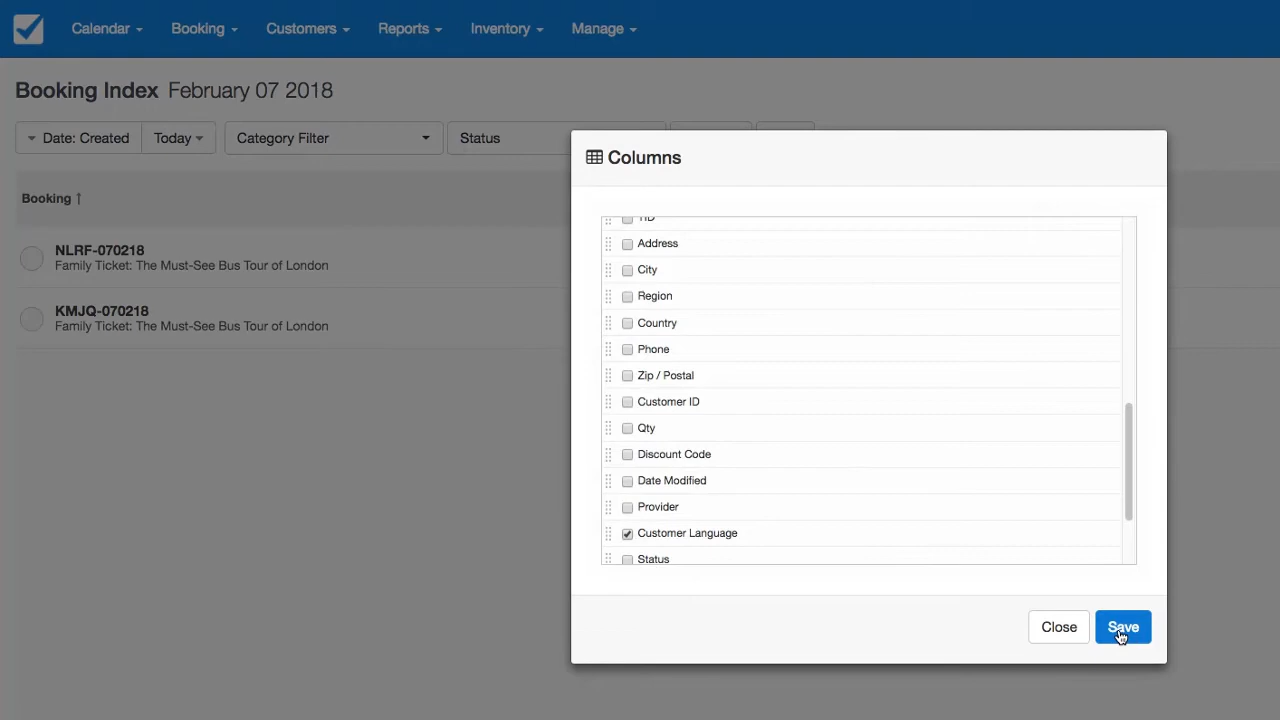 Calendar
Booking
Customers
Reports
Inventory
Manage
Booking Index February 07 2018
Date: Created
Today
Category Filter
Status
Booking ↑
NLRF-070218
Family Ticket: The Must-See Bus Tour of London
KMJQ-070218
Family Ticket: The Must-See Bus Tour of London
Columns
Address
City
Region
Country
Phone
Zip / Postal
Customer ID
Qty
Discount Code
Date Modified
Provider
Customer Language
Status
Close
Save